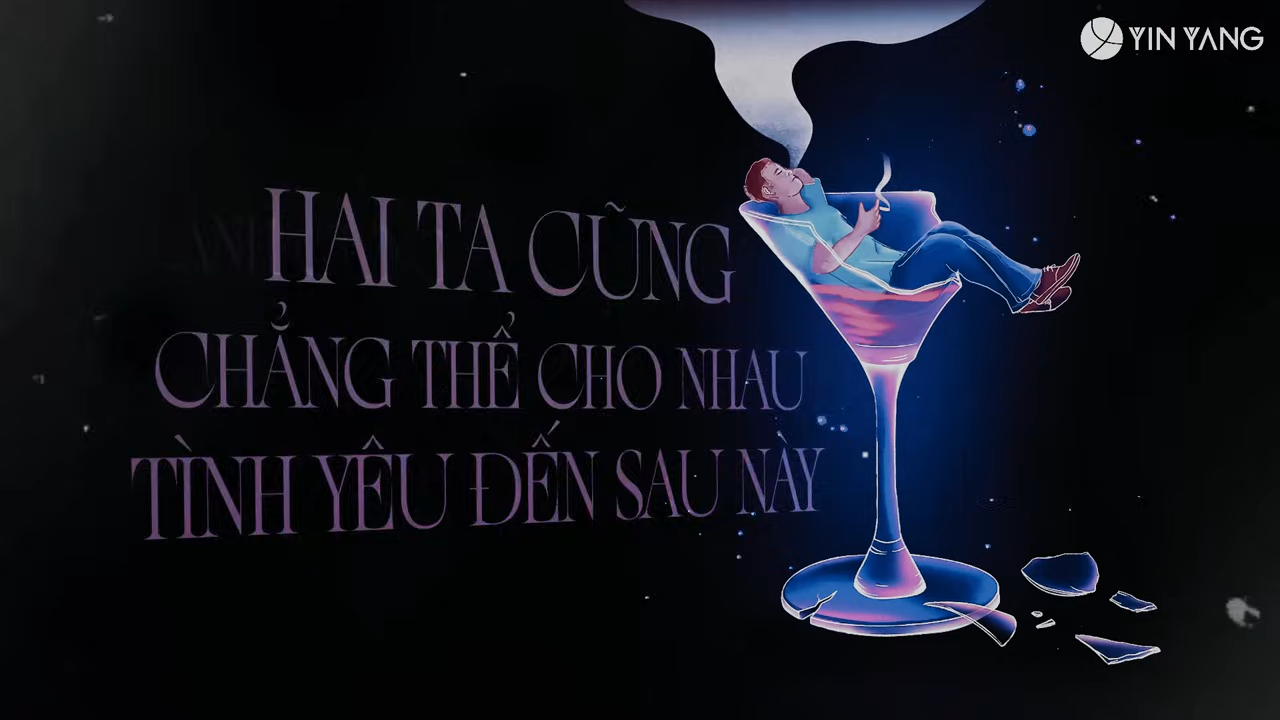 YIN YANG
HAI TA CŨNG
CHẲNG THỂ CHO NHAU
TÌNH YÊU ĐẾN SAU NÀY